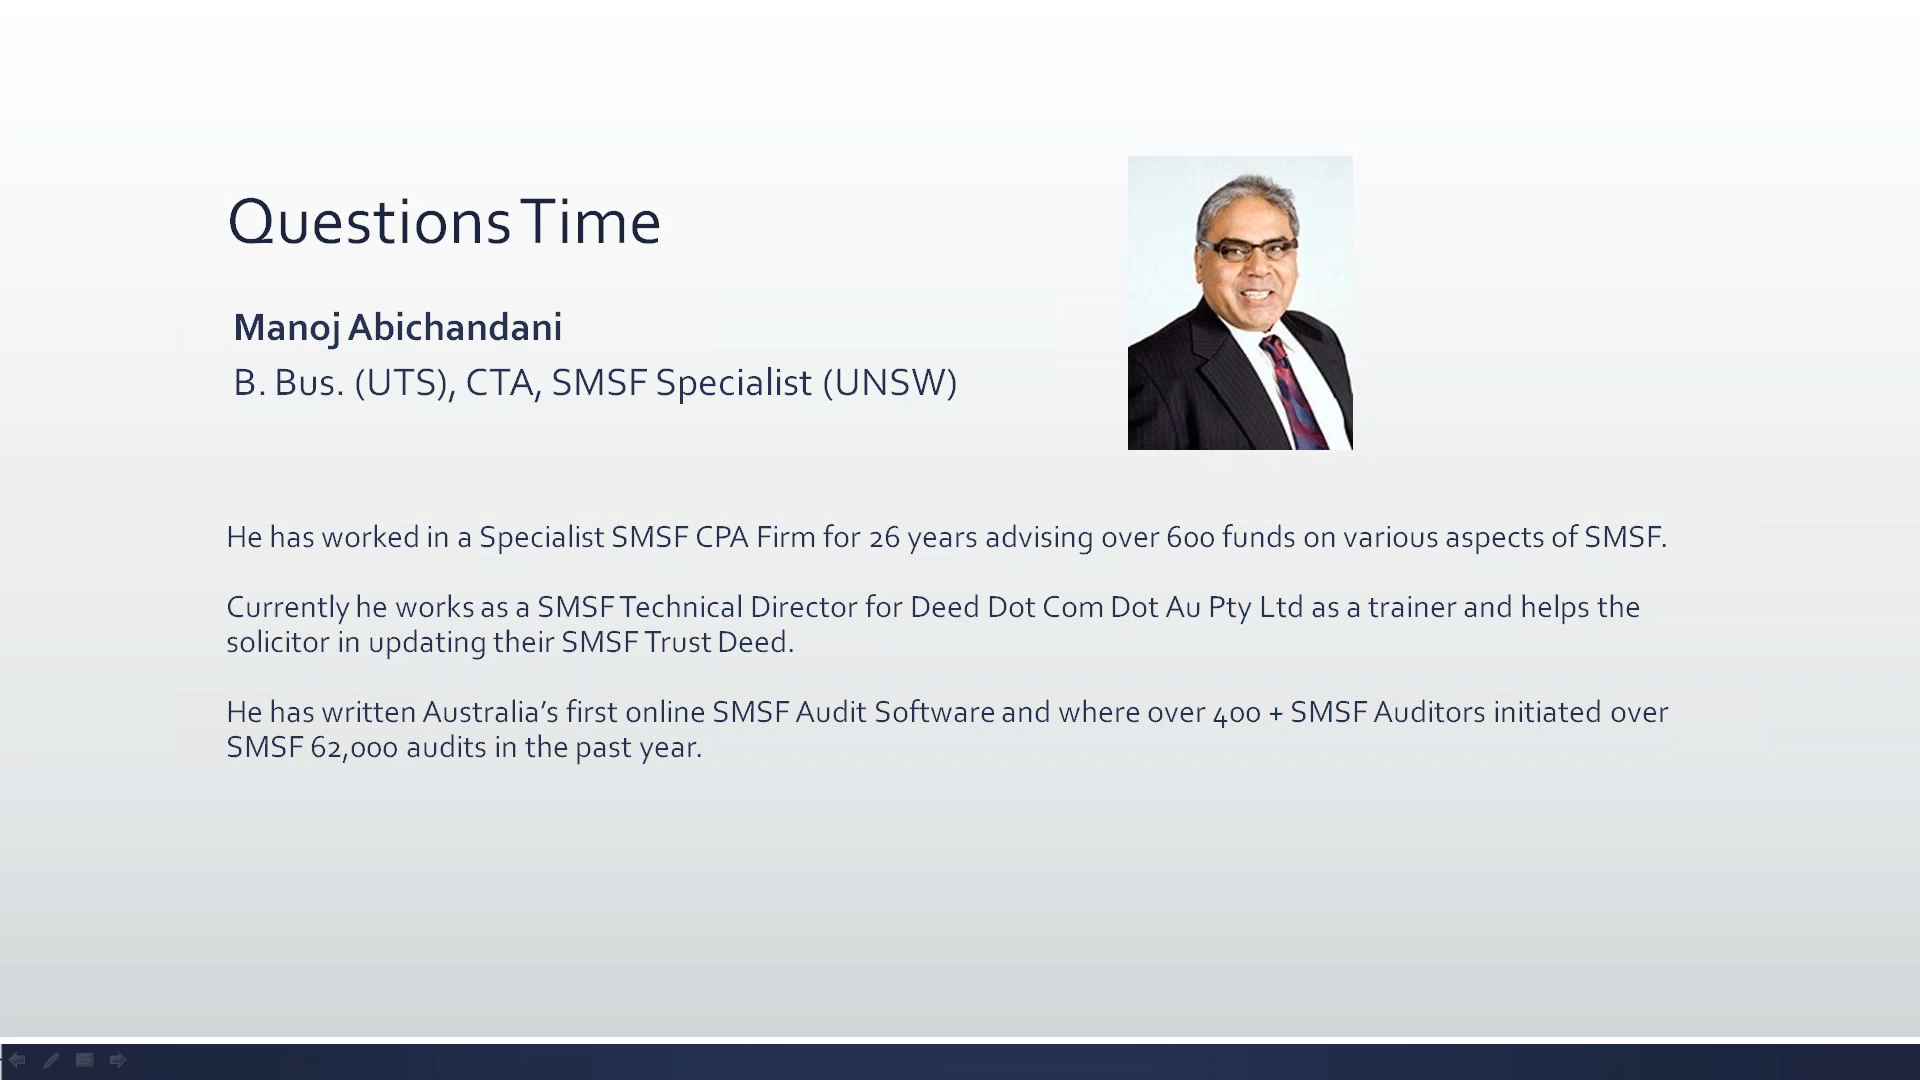 Questions Time
Manoj Abichandani
B. Bus. (UTS), CTA, SMSF Specialist (UNSW)
He has worked in a Specialist SMSF CPA Firm for 26 years advising over 600 funds on various aspects of SMSF.
Currently he works as a SMSF Technical Director for Deed Dot Com Dot Au Pty Ltd as a trainer and helps the
solicitor in updating their SMSF Trust Deed.
He has written Australia’s first online SMSF Audit Software and where over 400 + SMSF Auditors initiated over
SMSF 62,000 audits in the past year.